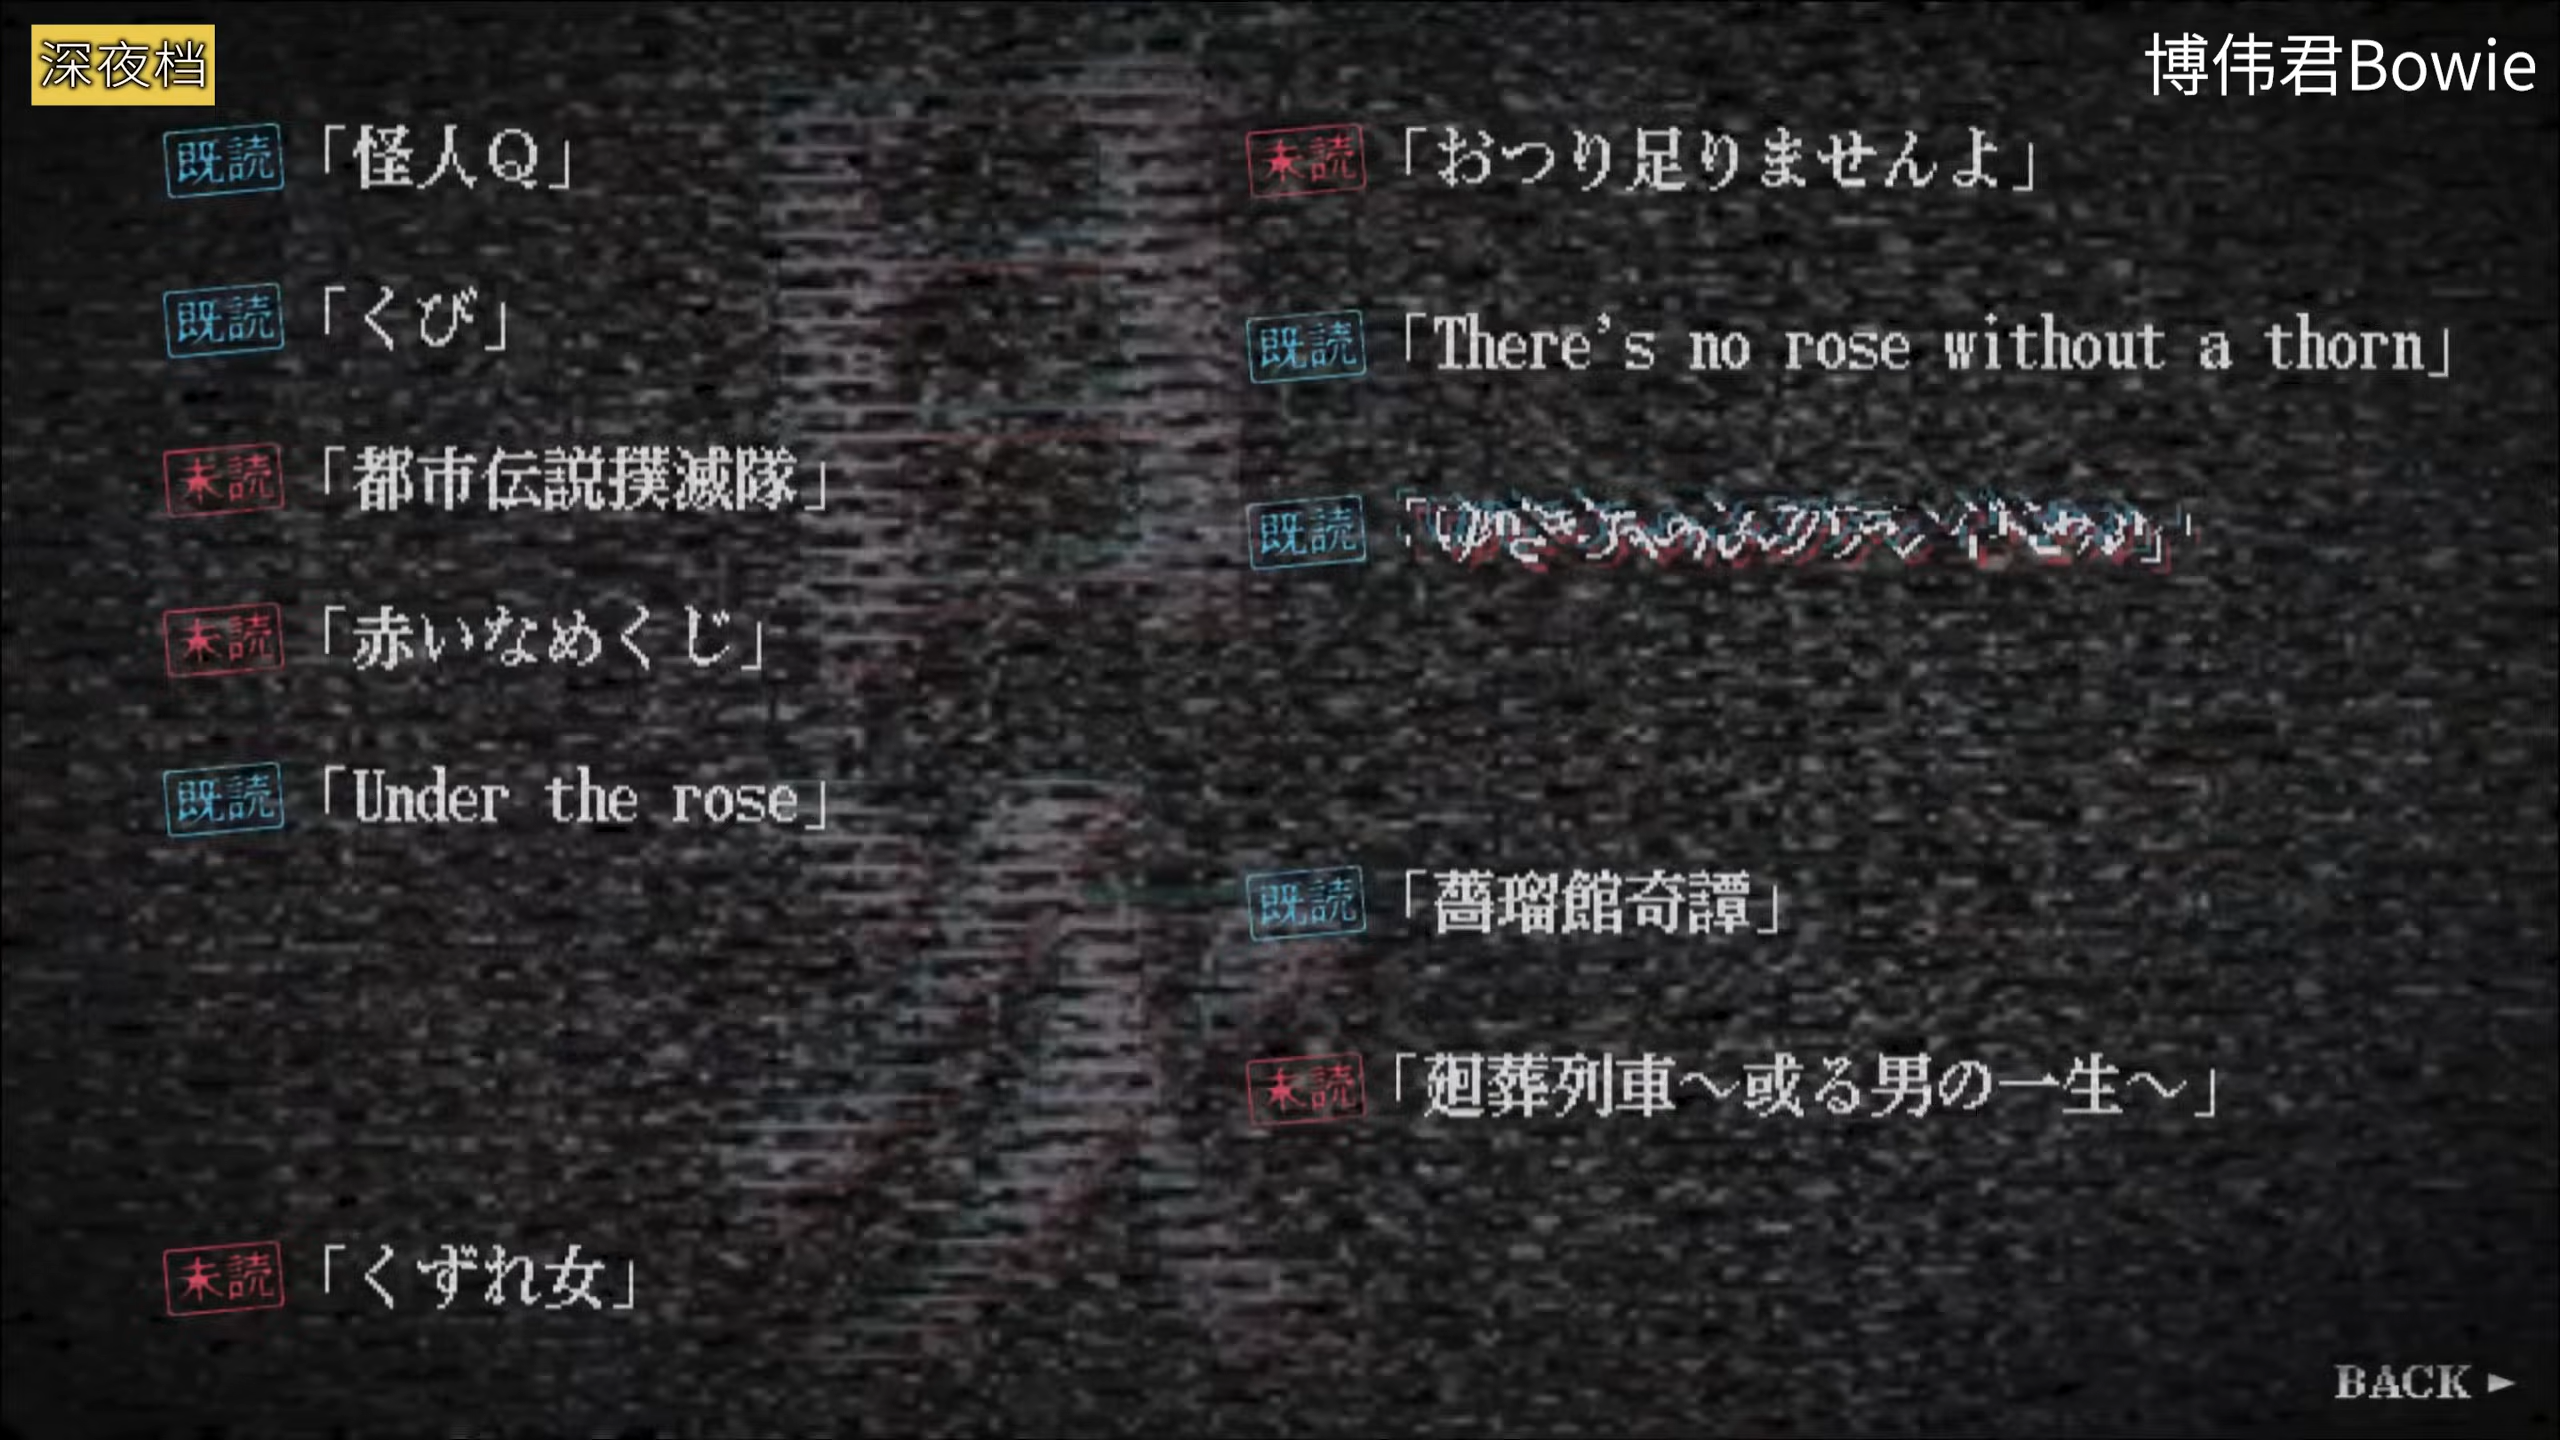 深夜档
博伟君Bowie
既読「怪人Q」
既読「くび」
未読「都市伝説撲滅隊」
未読「赤いなめくじ」
既読「Under the rose」
未読「くずれ女」
未読「おつり足りませんよ」
既読「There's no rose without a thorn」
既読
既読「薔瑠館奇譚」
未読「廻葬列車～或る男の一生～」
BACK